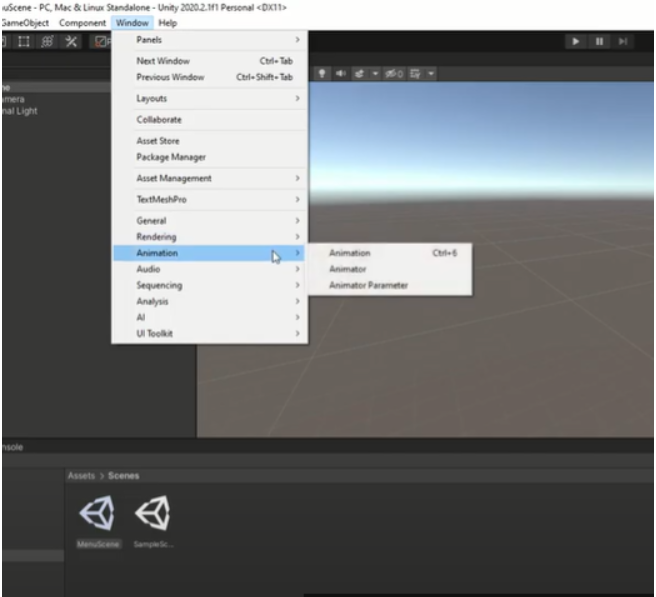 uScene - PC, Mac & Linux Standalone - Unity 2020.2.1f1 Personal <DX11>
GameObject Component Window Help
Panels
Next Window Ctrl+Tab
Previous Window Ctrl+Shift+Tab
Layouts
Collaborate
Asset Store
Package Manager
Asset Management
TextMeshPro
General
Rendering
Animation
Audio
Sequencing
Analysis
AI
UI Toolkit
Animation Ctrl+6
Animator
Animator Parameter
ne
amera
nal Light
0
nsole
Assets > Scenes
MenuScene SampleSc...